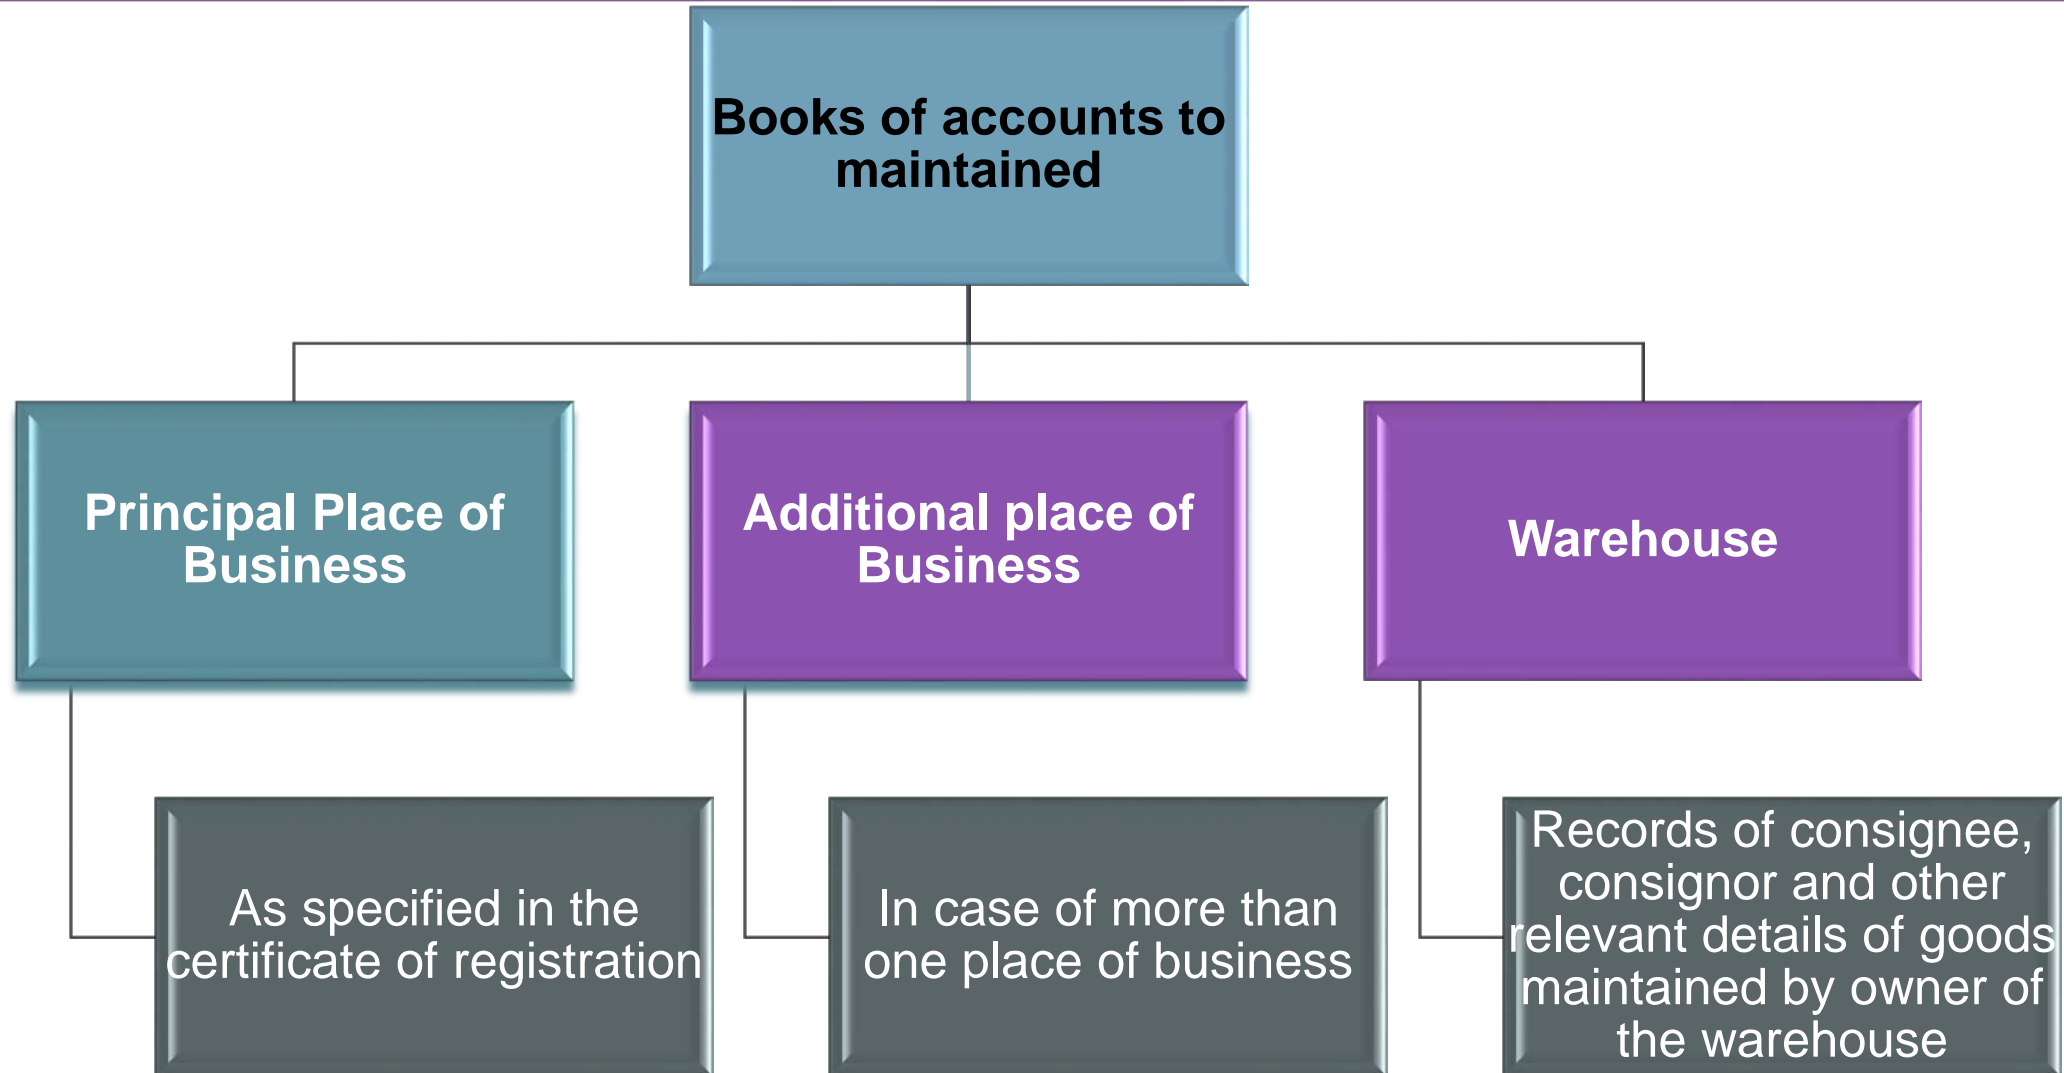 Books of accounts to
maintained
Principal Place of
Business
Additional place of
Business
Warehouse
As specified in the
certificate of registration
In case of more than
one place of business
Records of consignee,
consignor and other
relevant details of goods
maintained by owner of
the warehouse